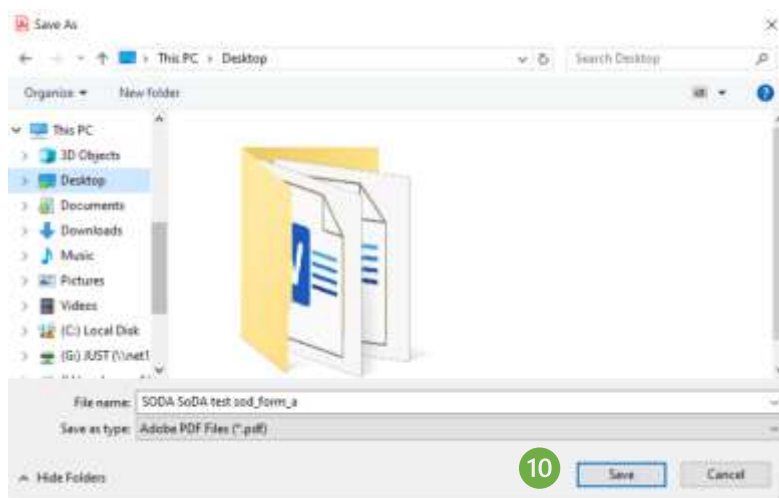 Save As
This PC > Desktop
Search Desktop
Organize
New folder
This PC
3D Objects
Desktop
Documents
Downloads
Music
Pictures
Videos
(C:) Local Disk
(G:) JUST (\\net1
File name: SODA SoDA test sod_form_a
Save as type: Adobe PDF Files (*.pdf)
Hide Folders
10
Save
Cancel